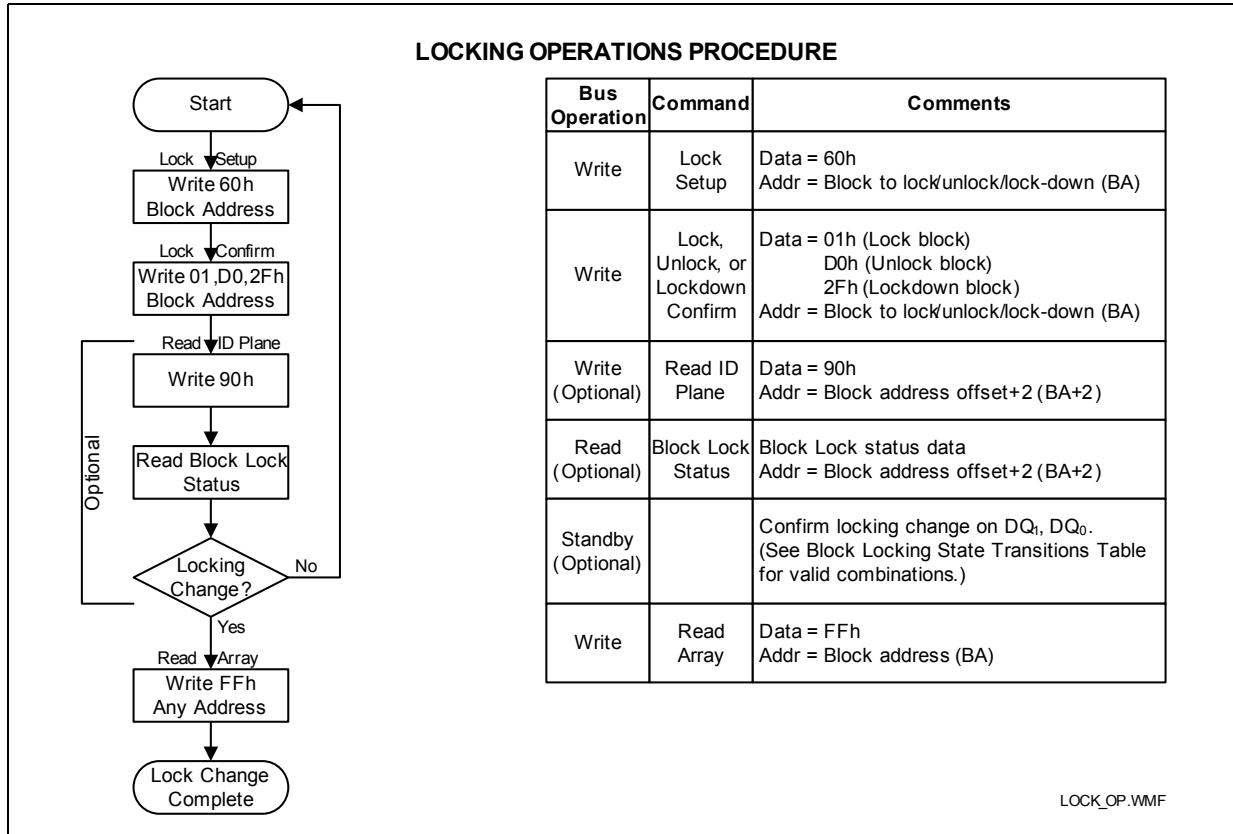 LOCKING OPERATIONS PROCEDURE
Start
Lock Setup
Write 60h
Block Address
Lock Confirm
Write 01,D0,2Fh
Block Address
Read ID Plane
Write 90h
Optional
Read Block Lock
Status
Locking
Change?
No
Yes
Read Array
Write FFh
Any Address
Lock Change
Complete
Bus
Operation
Command
Comments
Write
Lock
Setup
Data = 60h
Addr = Block to lock/unlock/lock-down (BA)
Write
Lock,
Unlock, or
Lockdown
Confirm
Data = 01h (Lock block)
D0h (Unlock block)
2Fh (Lockdown block)
Addr = Block to lock/unlock/lock-down (BA)
Write
(Optional)
Read ID
Plane
Data = 90h
Addr = Block address offset+2 (BA+2)
Read
(Optional)
Block Lock
Status
Block Lock status data
Addr = Block address offset+2 (BA+2)
Standby
(Optional)
Confirm locking change on DQ₁, DQ₀.
(See Block Locking State Transitions Table
for valid combinations.)
Write
Read
Array
Data = FFh
Addr = Block address (BA)
LOCK_OP.WMF